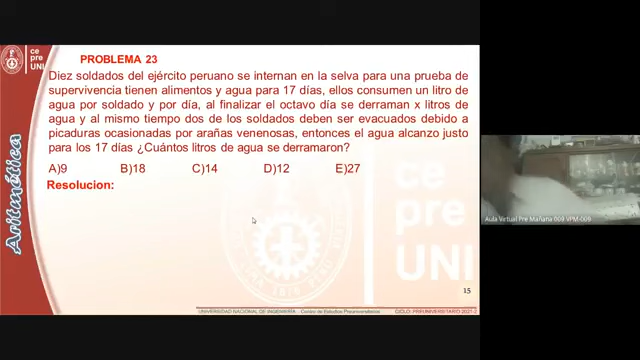 ce
pre
UNI
PROBLEMA 23
Diez soldados del ejército peruano se internan en la selva para una prueba de
supervivencia tienen alimentos y agua para 17 días, ellos consumen un litro de
agua por soldado y por día, al finalizar el octavo día se derraman x litros de
agua y al mismo tiempo dos de los soldados deben ser evacuados debido a
picaduras ocasionadas por arañas venenosas, entonces el agua alcanzo justo
para los 17 días ¿Cuántos litros de agua se derramaron?
A)9 B)18 C)14 D)12 E)27
Resolucion:
Aritmética
ce
pre
UNI
15
UNIVERSIDAD NACIONAL DE INGENIERÍA - Centro de Estudios Preuniversitarios CICLO: PREUNIVERSITARIO 2021-2
Aula Virtual Pre Mañana 009 VPM-009